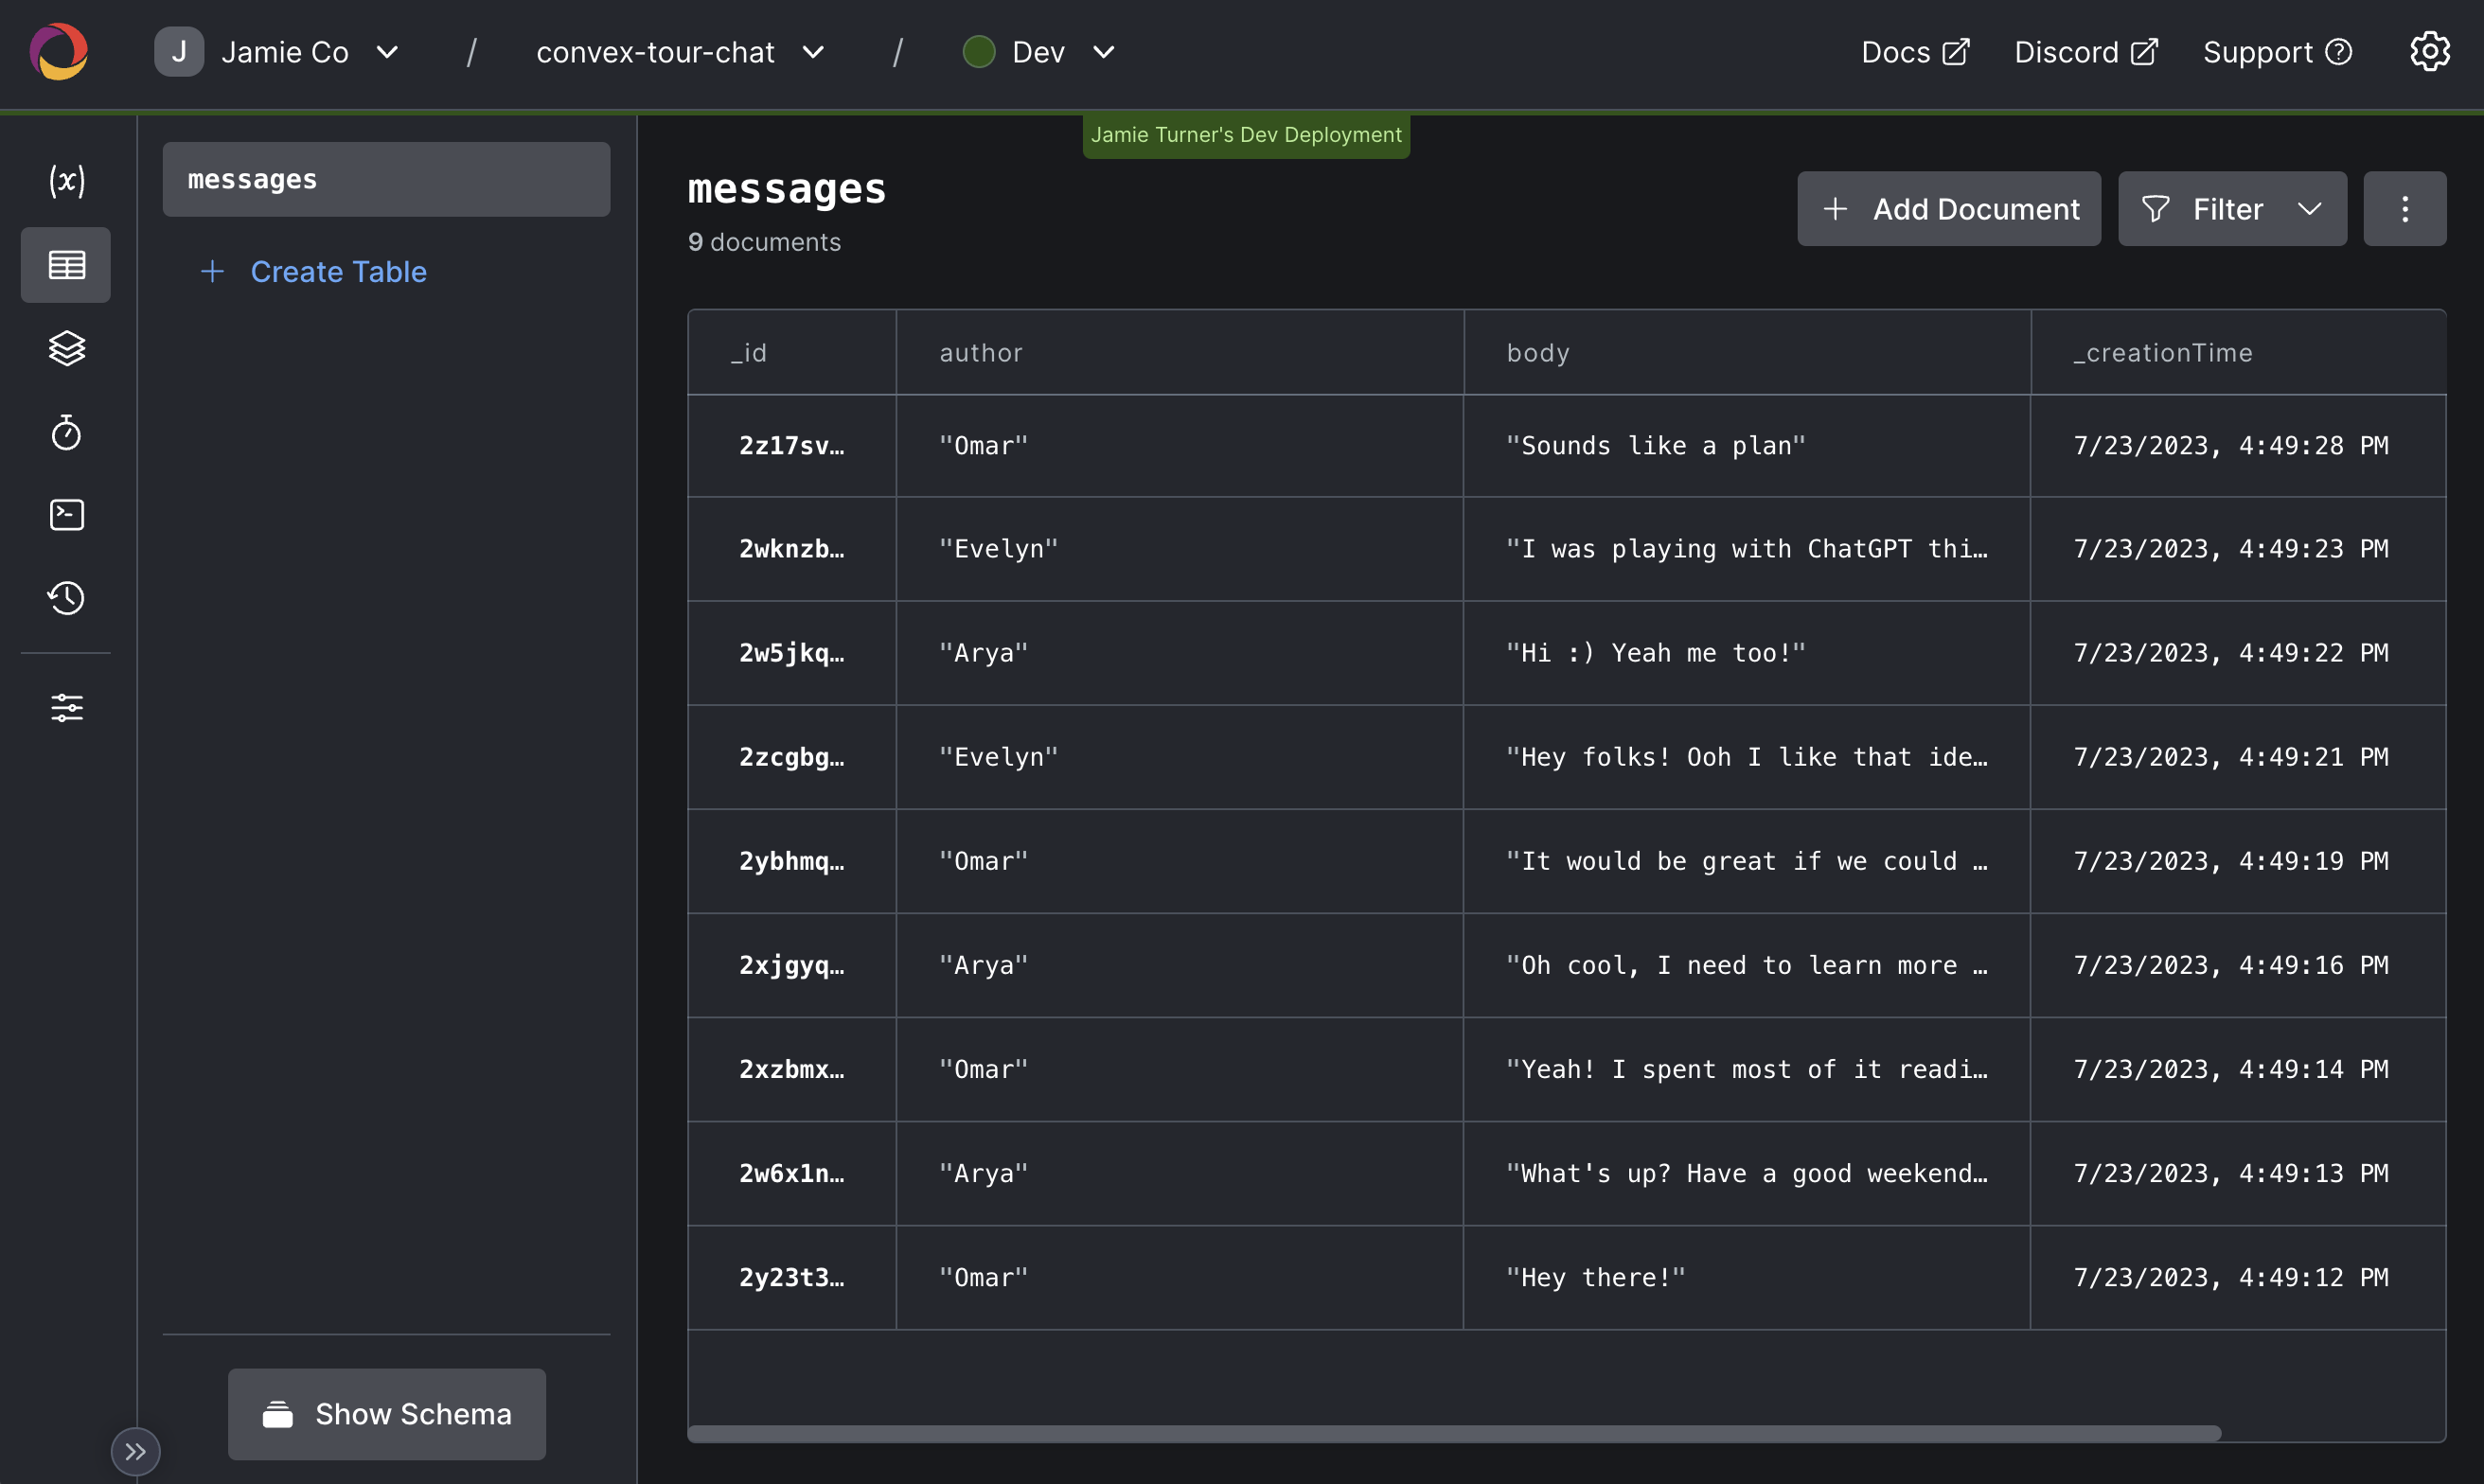 J Jamie Co / convex-tour-chat / Dev Docs Discord Support
Jamie Turner's Dev Deployment
messages
+ Create Table
Show Schema
messages
9 documents
+ Add Document Filter
_id author body _creationTime
2z17sv… "Omar" "Sounds like a plan" 7/23/2023, 4:49:28 PM
2wknzb… "Evelyn" "I was playing with ChatGPT thi… 7/23/2023, 4:49:23 PM
2w5jkq… "Arya" "Hi :) Yeah me too!" 7/23/2023, 4:49:22 PM
2zcgbg… "Evelyn" "Hey folks! Ooh I like that ide… 7/23/2023, 4:49:21 PM
2ybhmq… "Omar" "It would be great if we could … 7/23/2023, 4:49:19 PM
2xjgyq… "Arya" "Oh cool, I need to learn more … 7/23/2023, 4:49:16 PM
2xzbmx… "Omar" "Yeah! I spent most of it readi… 7/23/2023, 4:49:14 PM
2w6x1n… "Arya" "What's up? Have a good weekend… 7/23/2023, 4:49:13 PM
2y23t3… "Omar" "Hey there!" 7/23/2023, 4:49:12 PM